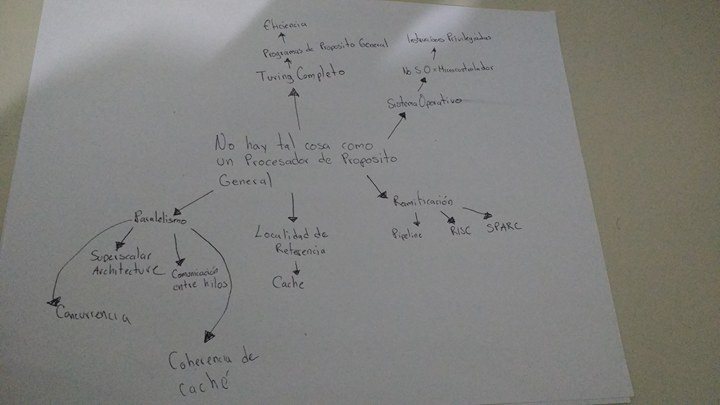 Eficiencia
Programas de Proposito General
Turing Completo
Instrucciones Privilegiadas
No S.O = Microcontrolador
Sistema Operativo
No hay tal cosa como
un Procesador de Proposito
General
Paralelismo
Superscalar
Architecture
Comunicación
entre hilos
Concurrencia
Coherencia de
caché
Localidad de
Referencia
Cache
Ramificación
Pipeline
RISC
SPARC